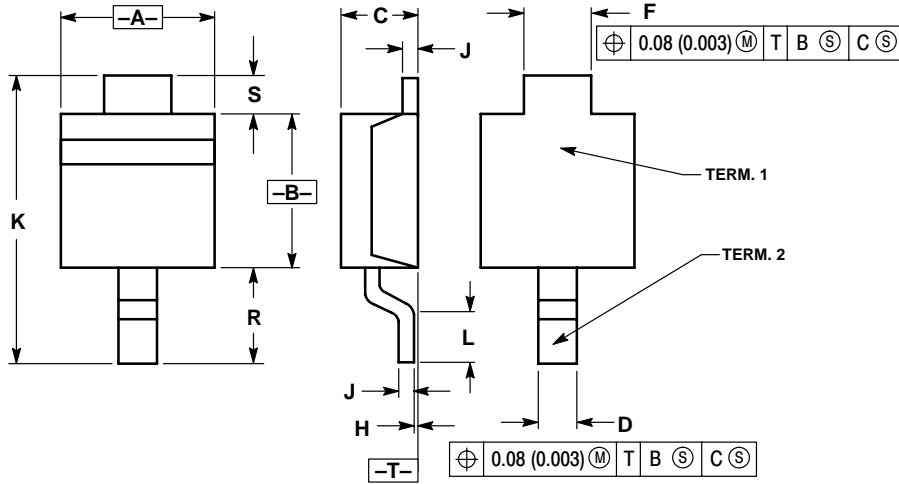 –A–
C
F
⌖ 0.08 (0.003) Ⓜ T B Ⓢ C Ⓢ
J
S
K
–B–
TERM. 1
TERM. 2
R
L
J
H
D
–T–
⌖ 0.08 (0.003) Ⓜ T B Ⓢ C Ⓢ